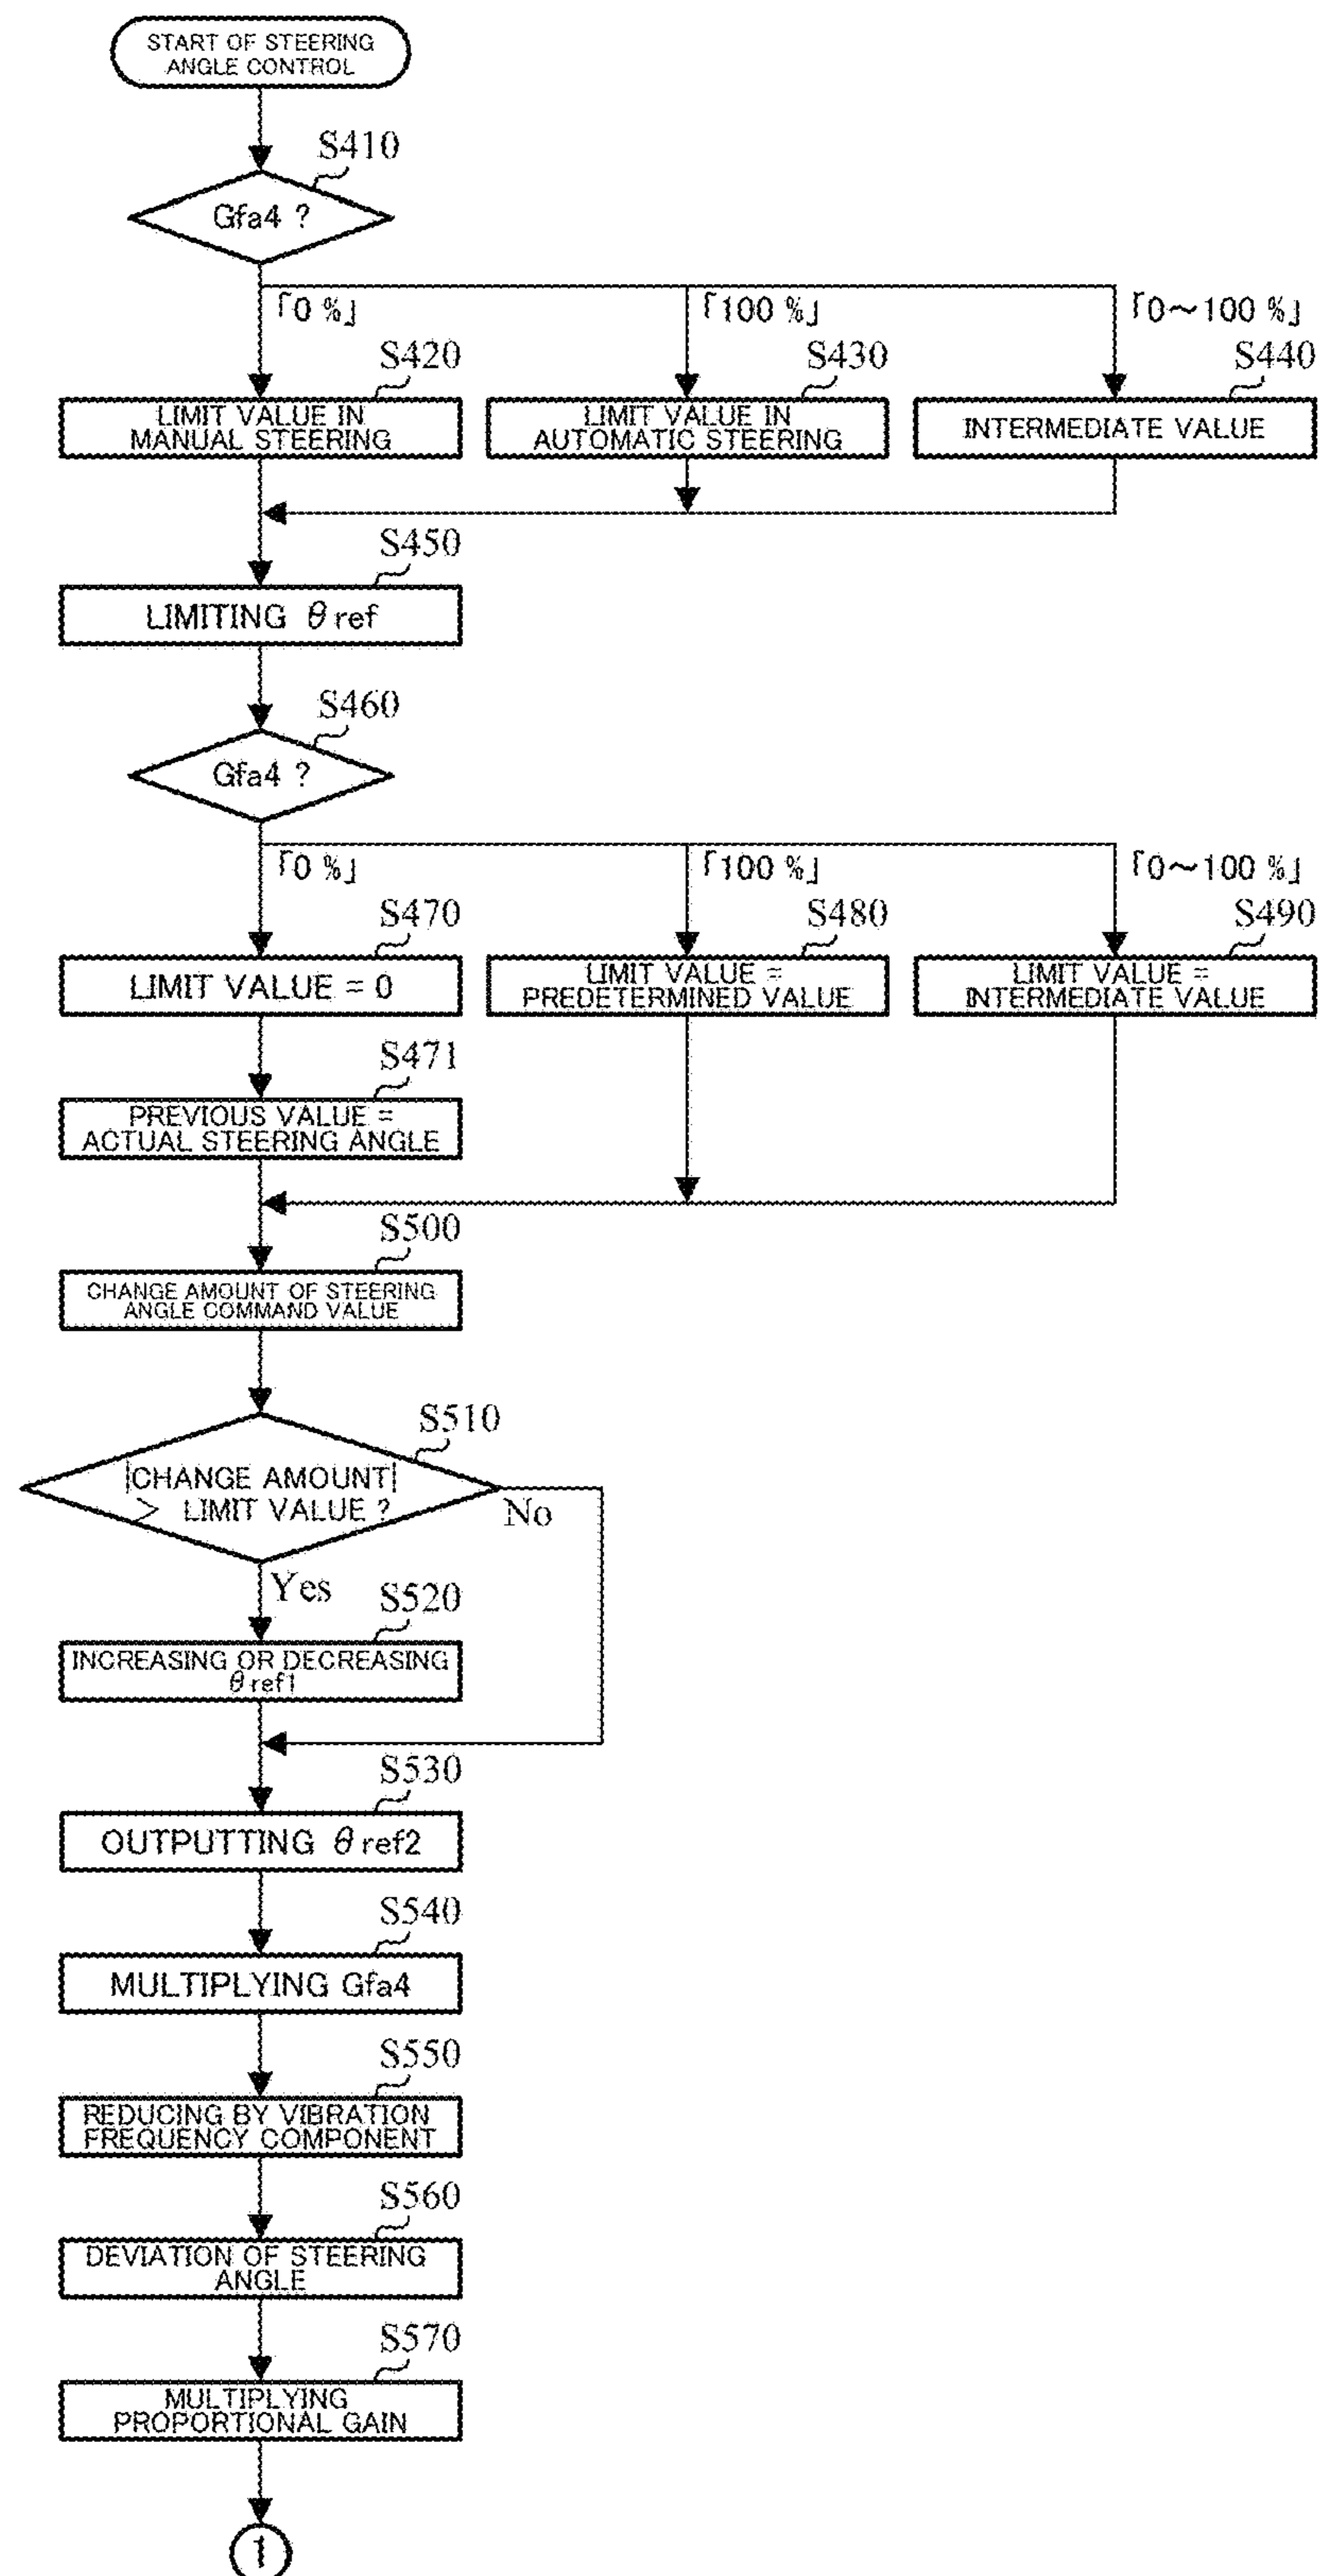 START OF STEERING
ANGLE CONTROL
S410
Gfa4 ?
「0 %」
「100 %」
「0～100 %」
S420
S430
S440
LIMIT VALUE IN
MANUAL STEERING
LIMIT VALUE IN
AUTOMATIC STEERING
INTERMEDIATE VALUE
S450
LIMITING θref
S460
Gfa4 ?
「0 %」
「100 %」
「0～100 %」
S470
S480
S490
LIMIT VALUE = 0
LIMIT VALUE =
PREDETERMINED VALUE
LIMIT VALUE =
INTERMEDIATE VALUE
S471
PREVIOUS VALUE =
ACTUAL STEERING ANGLE
S500
CHANGE AMOUNT OF STEERING
ANGLE COMMAND VALUE
S510
|CHANGE AMOUNT|
> LIMIT VALUE ?
No
Yes
S520
INCREASING OR DECREASING
θref1
S530
OUTPUTTING θref2
S540
MULTIPLYING Gfa4
S550
REDUCING BY VIBRATION
FREQUENCY COMPONENT
S560
DEVIATION OF STEERING
ANGLE
S570
MULTIPLYING
PROPORTIONAL GAIN
1